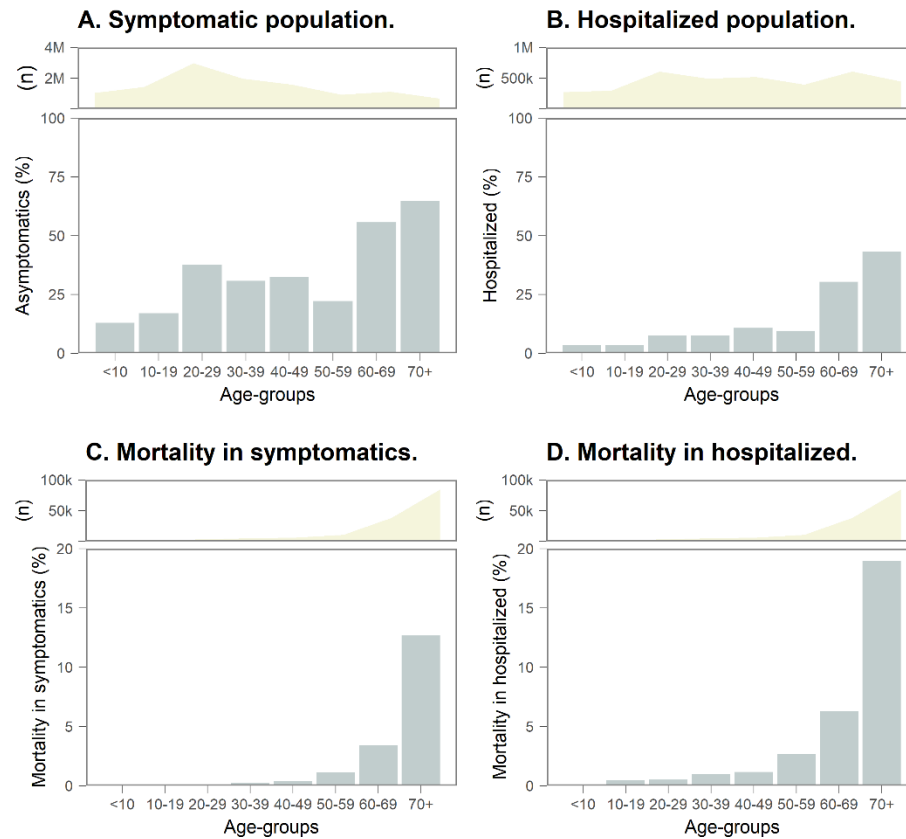 A. Symptomatic population.
4M
2M
(n)
100
75
50
25
0
Asymptomatics (%)
<10 10-19 20-29 30-39 40-49 50-59 60-69 70+
Age-groups
B. Hospitalized population.
1M
500k
(n)
100
75
50
25
0
Hospitalized (%)
<10 10-19 20-29 30-39 40-49 50-59 60-69 70+
Age-groups
C. Mortality in symptomatics.
100k
50k
(n)
20
15
10
5
0
Mortality in symptomatics (%)
<10 10-19 20-29 30-39 40-49 50-59 60-69 70+
Age-groups
D. Mortality in hospitalized.
100k
50k
(n)
20
15
10
5
0
Mortality in hospitalized (%)
<10 10-19 20-29 30-39 40-49 50-59 60-69 70+
Age-groups